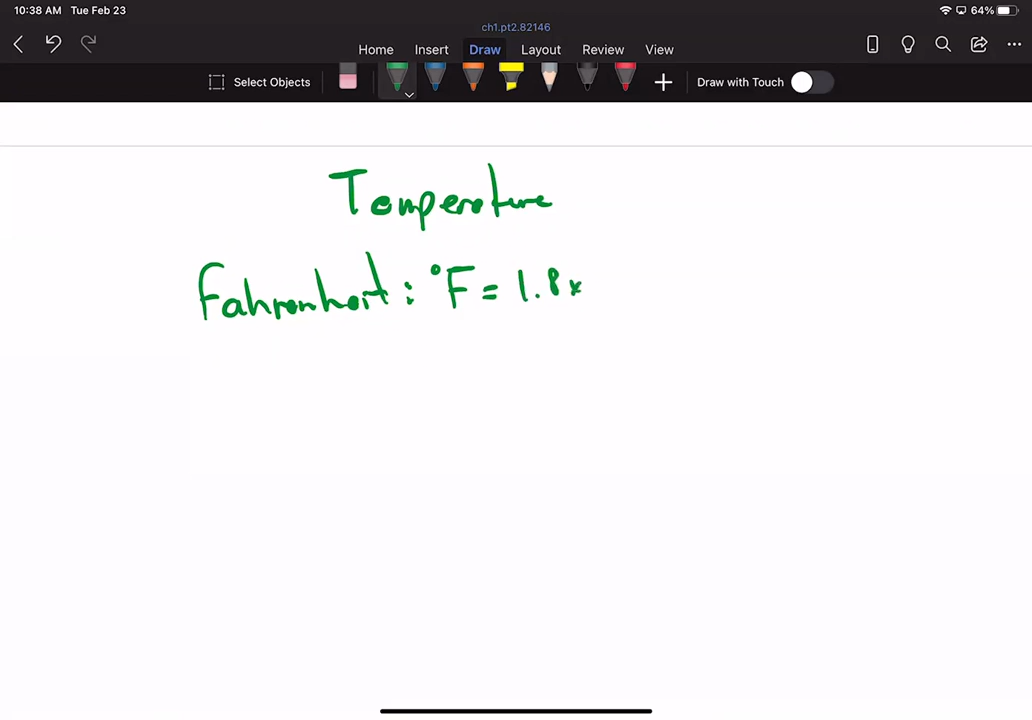 10:38 AM Tue Feb 23 64%
ch1.pt2.82146
Home Insert Draw Layout Review View
Select Objects Draw with Touch
Temperature
Fahrenheit: °F = 1.8 x